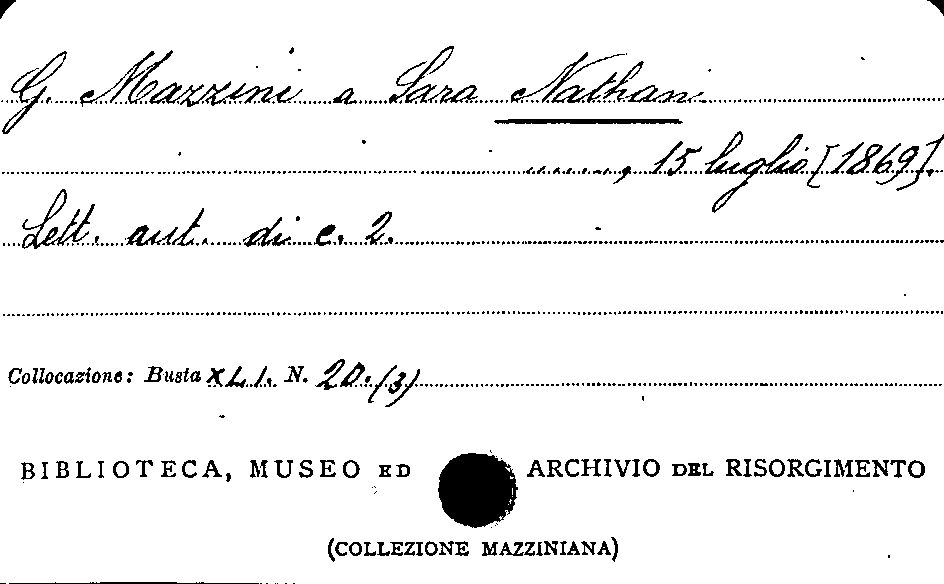 G. Mazzini a Sara Nathan.
......, 15 luglio [1869].
Lett. aut. di c. 2.
Collocazione: Busta XLI. N. 20. (3)
BIBLIOTECA, MUSEO ED ARCHIVIO DEL RISORGIMENTO
(COLLEZIONE MAZZINIANA)